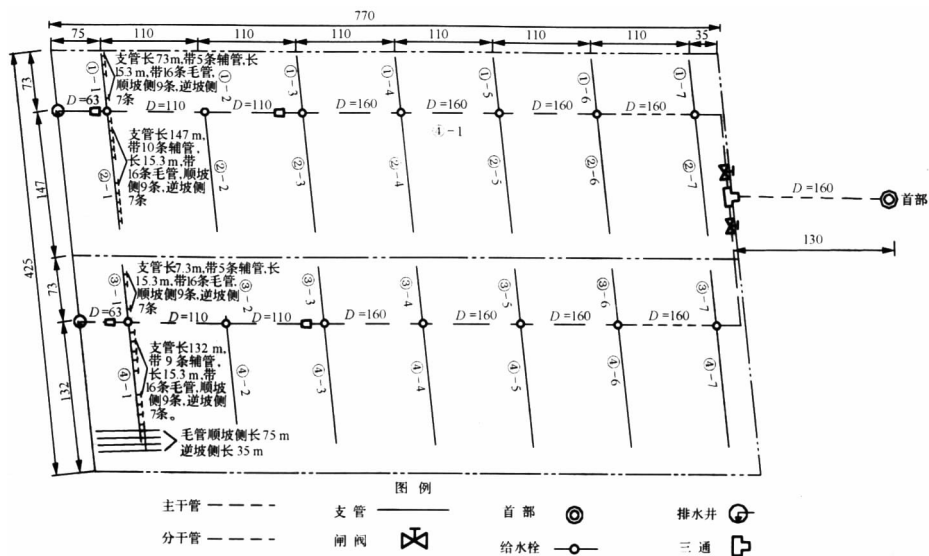 770
75
110
110
110
110
110
110
35
支管长73m,带5条辅管,长
15.3m,带16条毛管,
顺坡侧9条,逆坡侧
7条
①-1
①-2
①-3
①-4
①-5
①-6
①-7
73
D=63
D=110
D=110
D=160
D=160
D=160
D=160
④-1
支管长147m,
带10条辅管,
长15.3m,带
16条毛管,顺坡
侧9条,逆坡侧
7条
②-1
②-2
②-3
②-4
②-5
②-6
②-7
147
D=160
首部
130
425
支管长7.3m,带5条辅管,长
15.3m,带16条毛管,
顺坡侧9条,逆坡侧
7条
③-1
③-2
③-3
③-4
③-5
③-6
③-7
73
D=63
D=110
D=110
D=160
D=160
D=160
D=160
支管长132m,
带9条辅管,
长15.3m,带
16条毛管,顺坡
侧9条,逆坡侧
7条。
④-1
④-2
④-3
④-4
④-5
④-6
④-7
132
毛管顺坡侧长75m
逆坡侧长35m
图例
主干管
支管
首部
排水井
分干管
闸阀
给水栓
三通